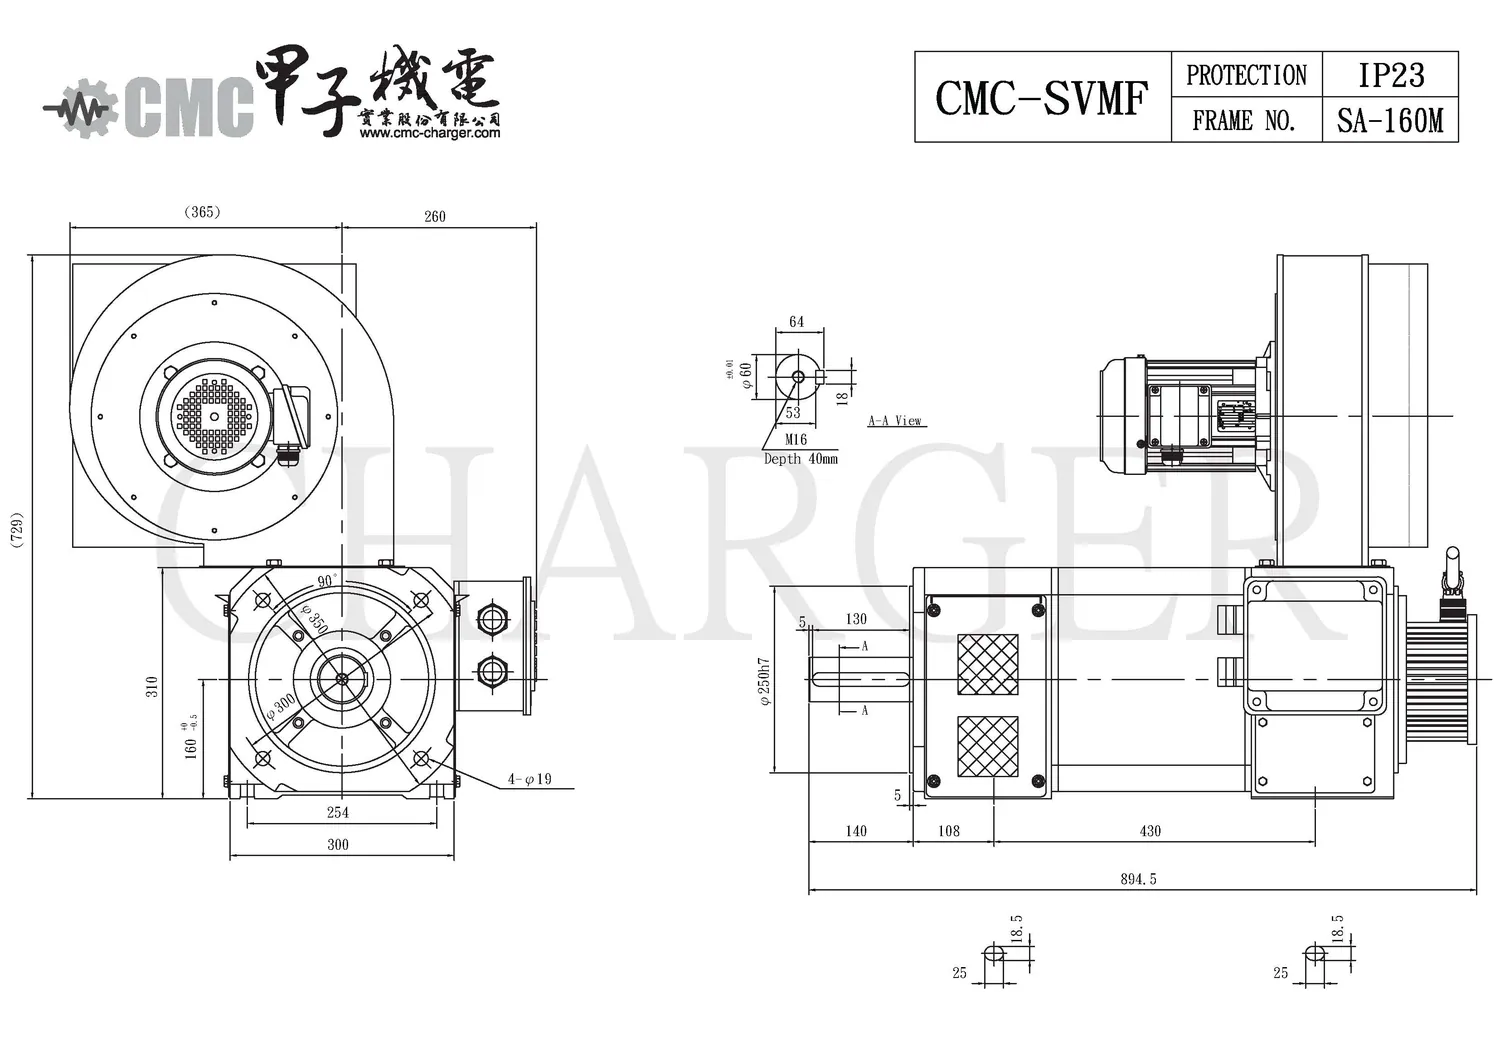 CMC 甲子機電
實業股份有限公司
www.cmc-charger.com
CMC-SVMF
PROTECTION
IP23
FRAME NO.
SA-160M
(365)
260
(729)
310
160 +0 -0.5
90°
φ350
φ300
4-φ19
254
300
64
±0.01
φ60
53
18
M16
Depth 40mm
A-A View
5
130
A
A
φ250h7
5
140
108
430
894.5
18.5
25
18.5
25
CHARGER